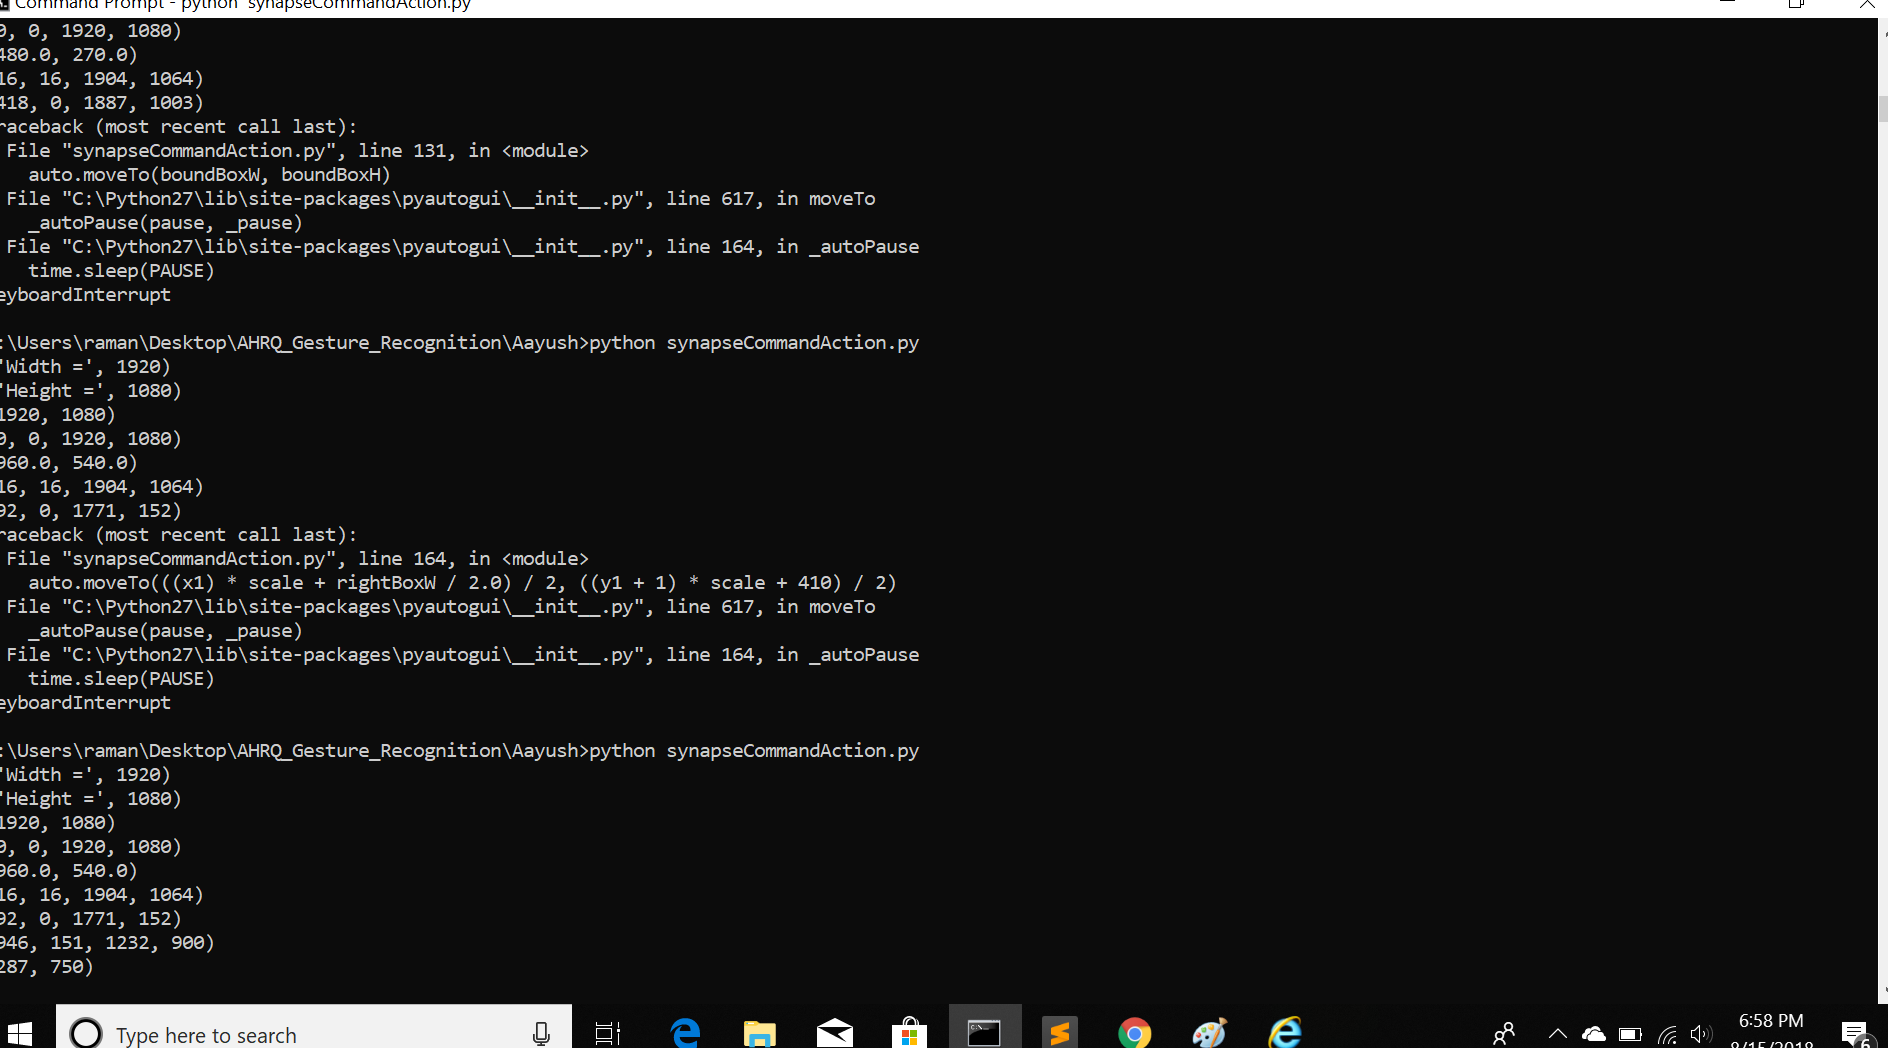 Command Prompt - python  synapseCommandAction.py
0, 0, 1920, 1080)
480.0, 270.0)
16, 16, 1904, 1064)
418, 0, 1887, 1003)
raceback (most recent call last):
File "synapseCommandAction.py", line 131, in <module>
auto.moveTo(boundBoxW, boundBoxH)
File "C:\Python27\lib\site-packages\pyautogui\__init__.py", line 617, in moveTo
_autoPause(pause, _pause)
File "C:\Python27\lib\site-packages\pyautogui\__init__.py", line 164, in _autoPause
time.sleep(PAUSE)
eyboardInterrupt
:\Users\raman\Desktop\AHRQ_Gesture_Recognition\Aayush>python synapseCommandAction.py
'Width =', 1920)
'Height =', 1080)
1920, 1080)
0, 0, 1920, 1080)
960.0, 540.0)
16, 16, 1904, 1064)
92, 0, 1771, 152)
raceback (most recent call last):
File "synapseCommandAction.py", line 164, in <module>
auto.moveTo(((x1) * scale + rightBoxW / 2.0) / 2, ((y1 + 1) * scale + 410) / 2)
File "C:\Python27\lib\site-packages\pyautogui\__init__.py", line 617, in moveTo
_autoPause(pause, _pause)
File "C:\Python27\lib\site-packages\pyautogui\__init__.py", line 164, in _autoPause
time.sleep(PAUSE)
eyboardInterrupt
:\Users\raman\Desktop\AHRQ_Gesture_Recognition\Aayush>python synapseCommandAction.py
'Width =', 1920)
'Height =', 1080)
1920, 1080)
0, 0, 1920, 1080)
960.0, 540.0)
16, 16, 1904, 1064)
92, 0, 1771, 152)
946, 151, 1232, 900)
287, 750)
Type here to search
6:58 PM
8/15/2018
6